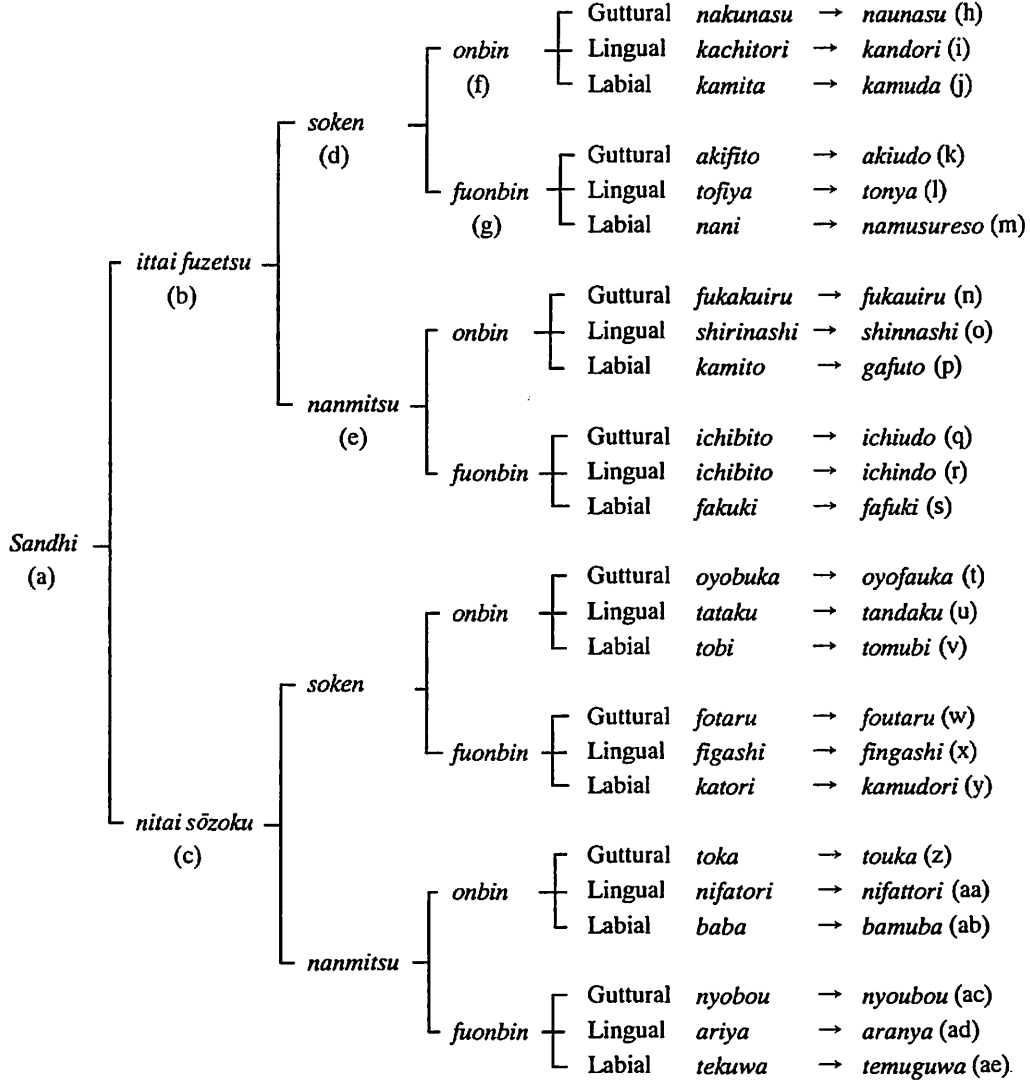 Guttural nakunasu → naunasu (h)
onbin Lingual kachitori → kandori (i)
(f) Labial kamita → kamuda (j)
soken
(d)
Guttural akifito → akiudo (k)
fuonbin Lingual tofiya → tonya (l)
(g) Labial nani → namusureso (m)
ittai fuzetsu
(b)
Guttural fukakuiru → fukauiru (n)
onbin Lingual shirinashi → shinnashi (o)
Labial kamito → gafuto (p)
nanmitsu
(e)
Guttural ichibito → ichiudo (q)
fuonbin Lingual ichibito → ichindo (r)
Labial fakuki → fafuki (s)
Sandhi
(a)
Guttural oyobuka → oyofauka (t)
onbin Lingual tataku → tandaku (u)
Labial tobi → tomubi (v)
soken
Guttural fotaru → foutaru (w)
fuonbin Lingual figashi → fingashi (x)
Labial katori → kamudori (y)
nitai sōzoku
(c)
Guttural toka → touka (z)
onbin Lingual nifatori → nifattori (aa)
Labial baba → bamuba (ab)
nanmitsu
Guttural nyobou → nyoubou (ac)
fuonbin Lingual ariya → aranya (ad)
Labial tekuwa → temuguwa (ae)